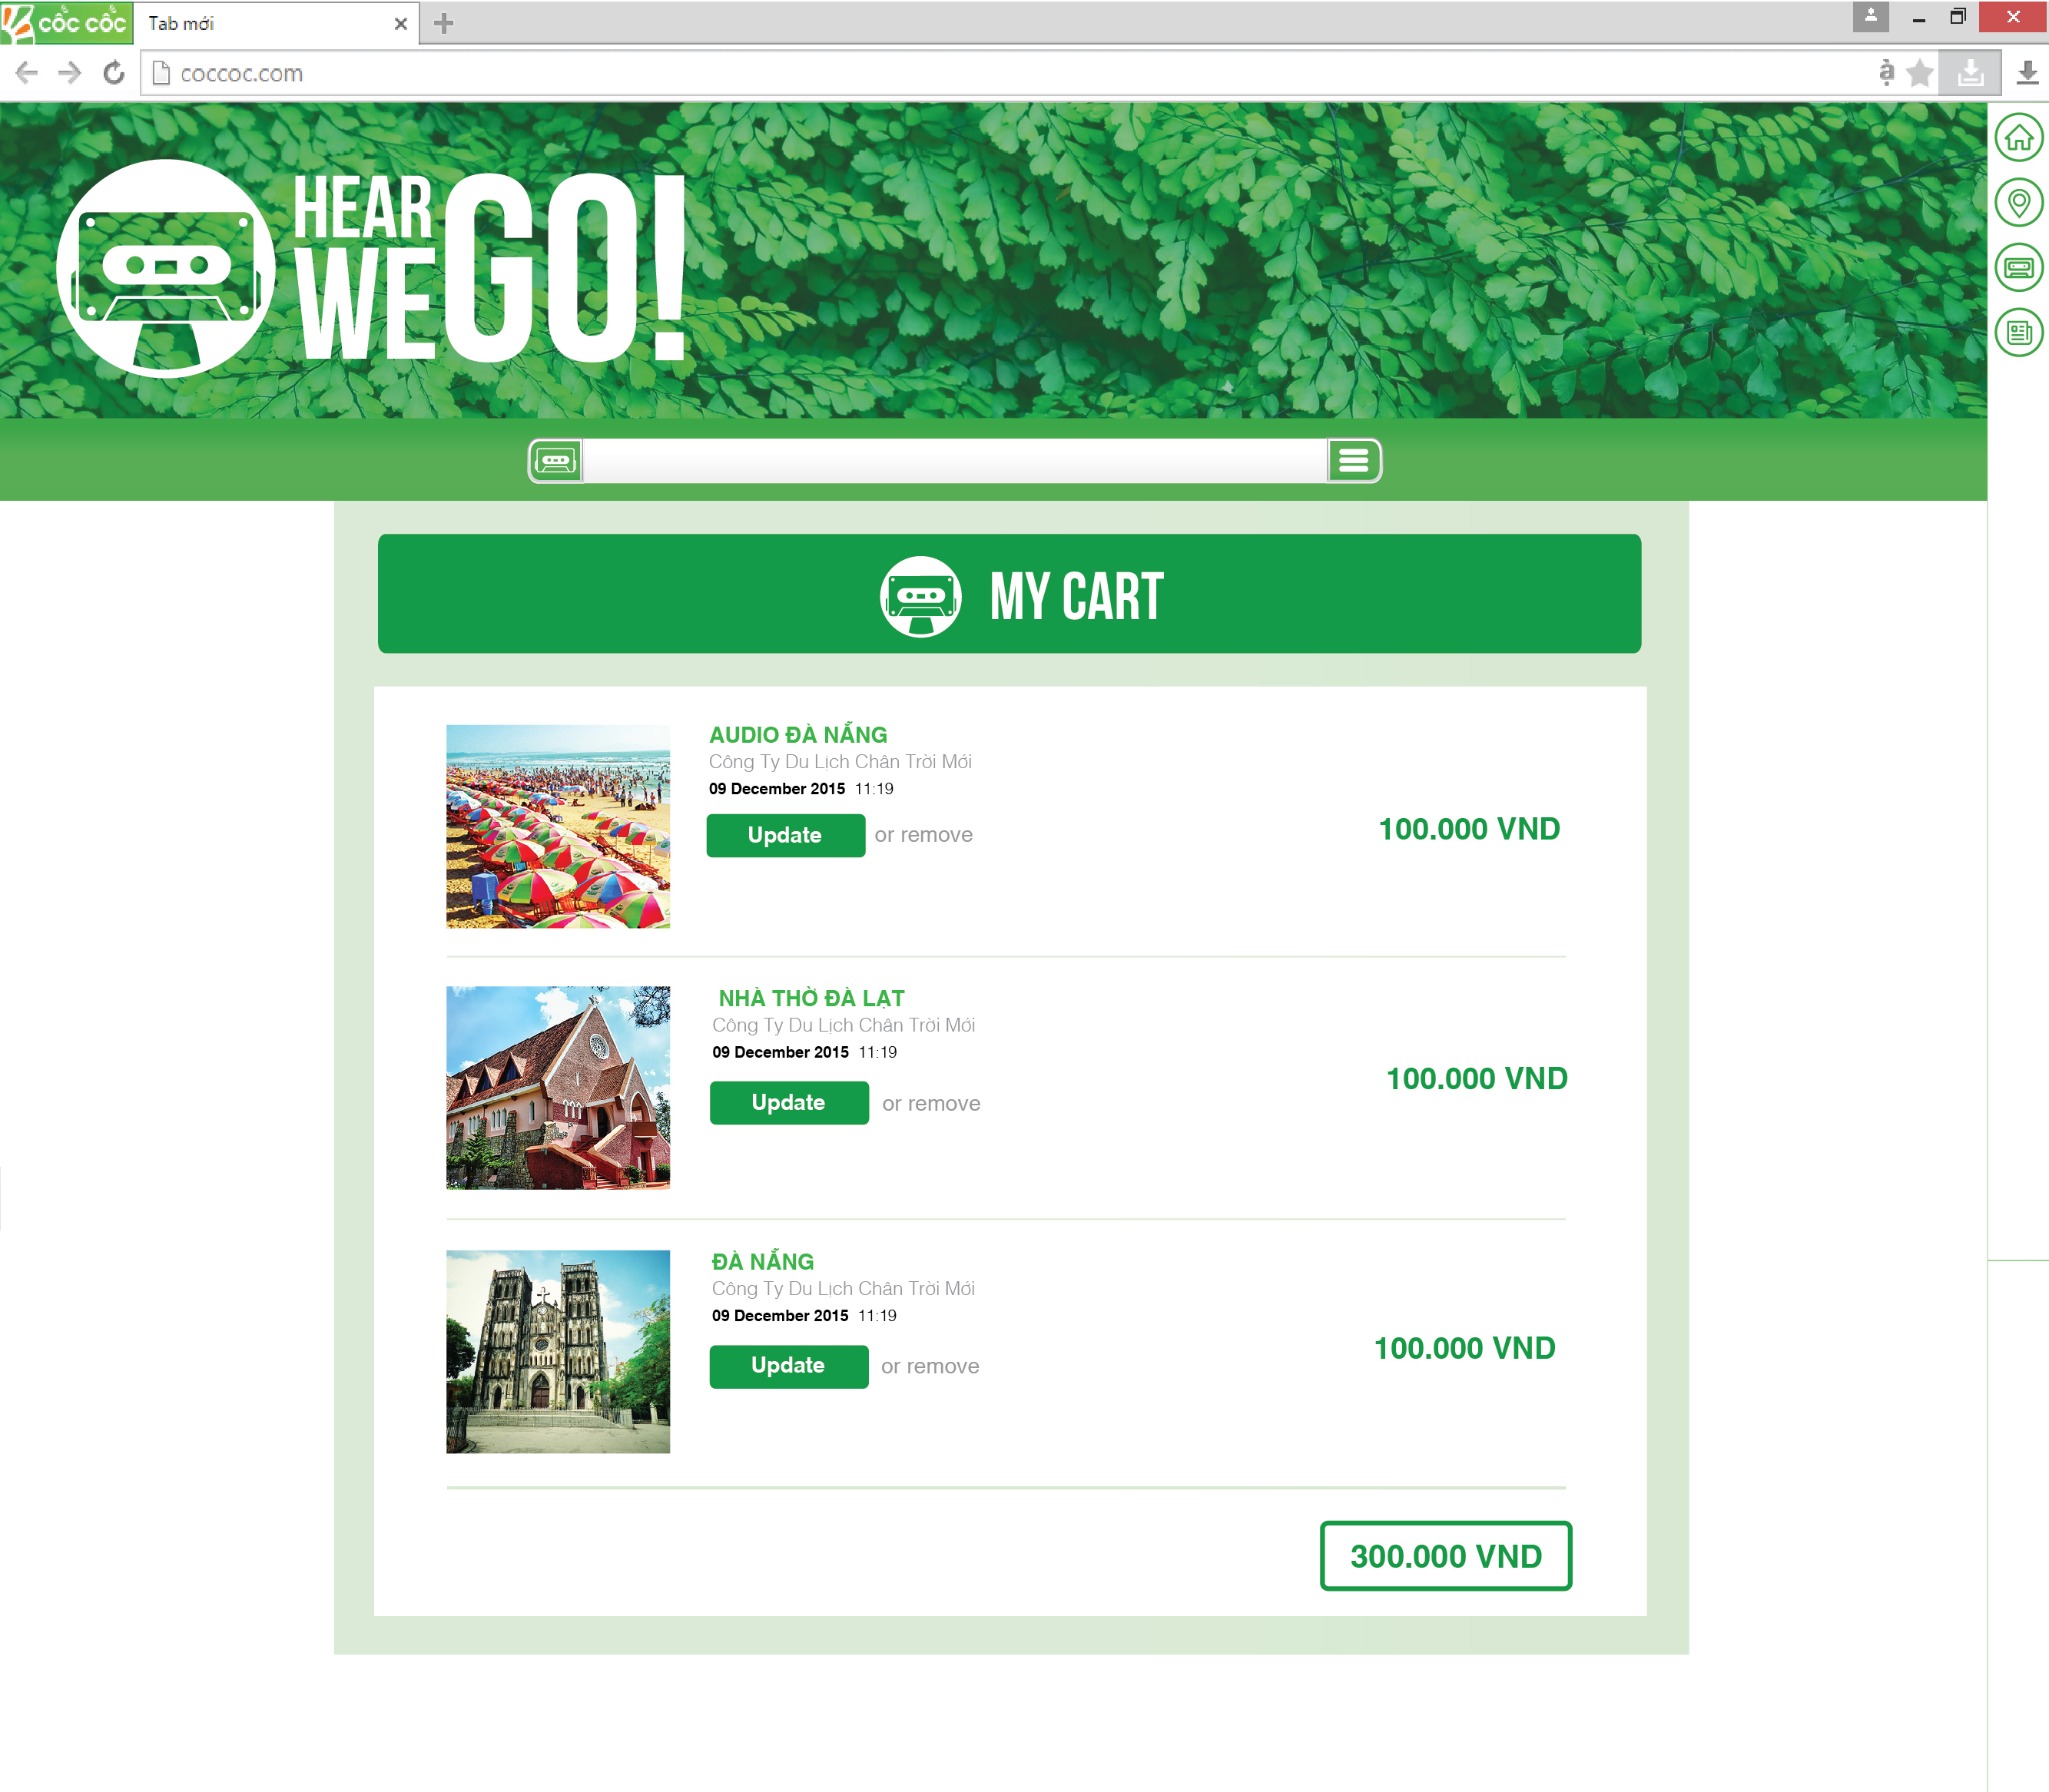 cốc cốc
Tab mới
coccoc.com
HEAR
WE GO!
MY CART
AUDIO ĐÀ NẴNG
Công Ty Du Lịch Chân Trời Mới
09 December 2015 11:19
Update or remove
100.000 VND
NHÀ THỜ ĐÀ LẠT
Công Ty Du Lịch Chân Trời Mới
09 December 2015 11:19
Update or remove
100.000 VND
ĐÀ NẴNG
Công Ty Du Lịch Chân Trời Mới
09 December 2015 11:19
Update or remove
100.000 VND
300.000 VND